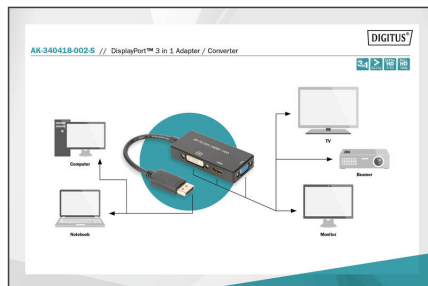 DIGITUS®
AK-340418-002-S // DisplayPort™ 3 in 1 Adapter / Converter
Computer
TV
Beamer
Notebook
Monitor